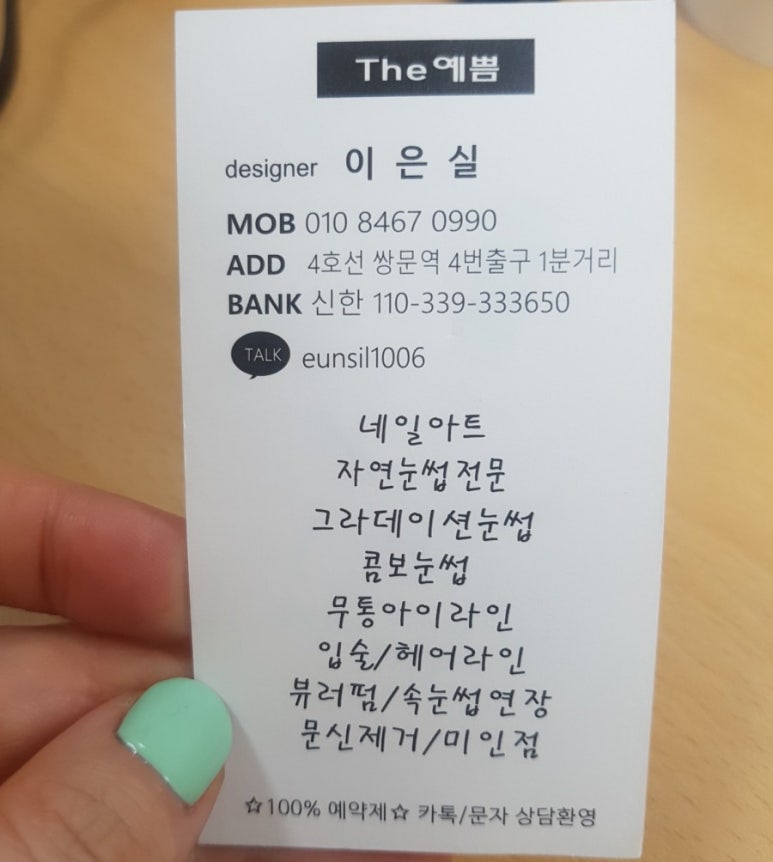 The예쁨
designer 이 은 실
MOB 010 8467 0990
ADD 4호선 쌍문역 4번출구 1분거리
BANK 신한 110-339-333650
TALK eunsil1006
네일아트
자연눈썹전문
그라데이션눈썹
콤보눈썹
무통아이라인
입술/헤어라인
뷰러펌/속눈썹연장
문신제거/미인점
☆100% 예약제☆ 카톡/문자 상담환영